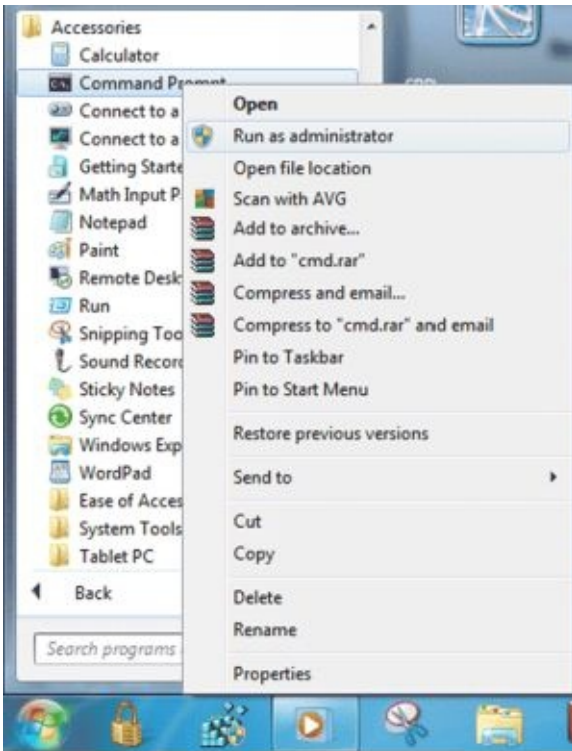 Accessories
Calculator
Command Prompt
Connect to a
Connect to a
Getting Starte
Math Input P
Notepad
Paint
Remote Desk
Run
Snipping Too
Sound Record
Sticky Notes
Sync Center
Windows Exp
WordPad
Ease of Acces
System Tools
Tablet PC
Back
Search programs
Open
Run as administrator
Open file location
Scan with AVG
Add to archive...
Add to "cmd.rar"
Compress and email...
Compress to "cmd.rar" and email
Pin to Taskbar
Pin to Start Menu
Restore previous versions
Send to
Cut
Copy
Delete
Rename
Properties